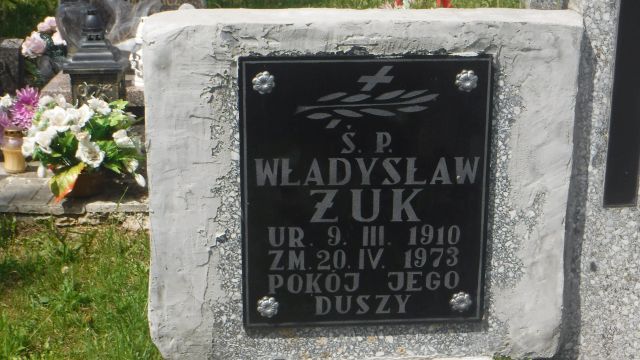 Ś. P.
WŁADYSŁAW
ŻUK
UR. 9. III. 1910
ZM. 20. IV. 1973
POKÓJ JEGO
DUSZY